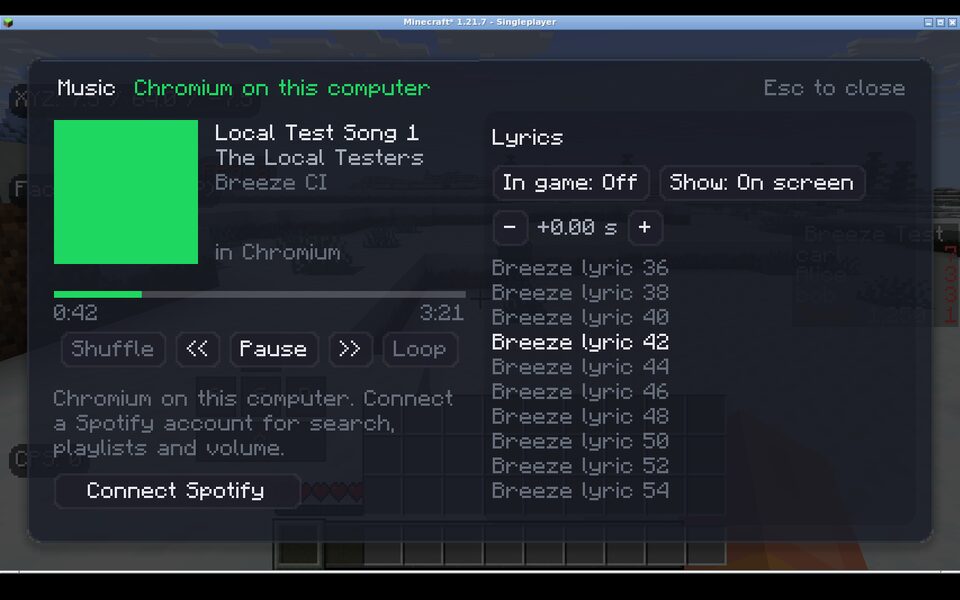 Minecraft* 1.21.7 - Singleplayer
Music Chromium on this computer
Esc to close
Local Test Song 1
The Local Testers
Breeze CI
in Chromium
0:42 3:21
Shuffle << Pause >> Loop
Chromium on this computer. Connect
a Spotify account for search,
playlists and volume.
Connect Spotify
Lyrics
In game: Off Show: On screen
- +0.00 s +
Breeze lyric 36
Breeze lyric 38
Breeze lyric 40
Breeze lyric 42
Breeze lyric 44
Breeze lyric 46
Breeze lyric 48
Breeze lyric 50
Breeze lyric 52
Breeze lyric 54
Breeze Test
carl
bob